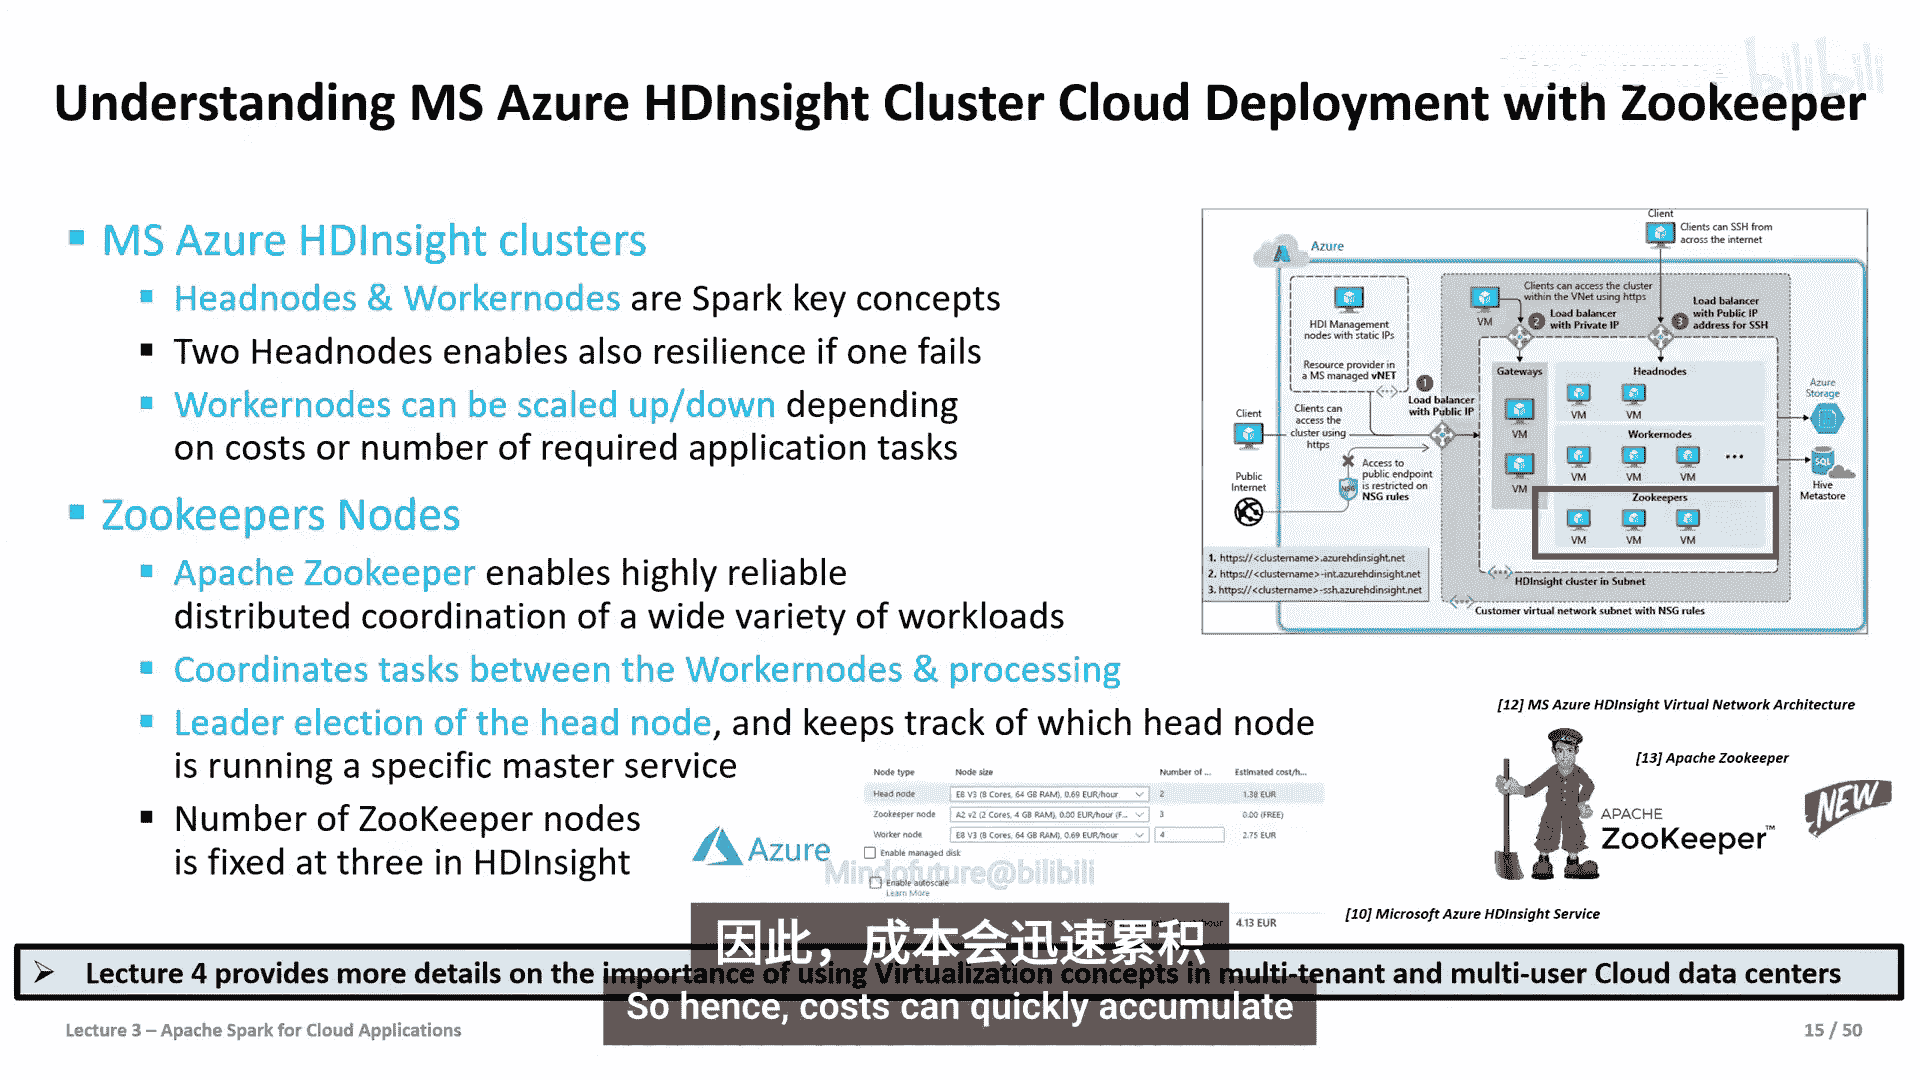 bilibili
Understanding MS Azure HDInsight Cluster Cloud Deployment with Zookeeper
MS Azure HDInsight clusters
Headnodes & Workernodes are Spark key concepts
Two Headnodes enables also resilience if one fails
Workernodes can be scaled up/down depending
on costs or number of required application tasks
Zookeepers Nodes
Apache Zookeeper enables highly reliable
distributed coordination of a wide variety of workloads
Coordinates tasks between the Workernodes & processing
Leader election of the head node, and keeps track of which head node
is running a specific master service
Number of ZooKeeper nodes
is fixed at three in HDInsight
Client
Clients can SSH from
across the internet
Azure
HDI Management
nodes with static IPs
Resource provider in
a MS managed vNET
Clients can access the cluster
within the VNet using https
VM
2
Load balancer
with Private IP
3
Load balancer
with Public IP
address for SSH
1
Load balancer
with Public IP
Client
Clients can
access the
cluster using
https
Public
Internet
Access to
public endpoint
is restricted on
NSG rules
NSG
Gateways
VM
VM
Headnodes
VM VM
Workernodes
...
VM VM VM
Zookeepers
VM VM VM
Azure
Storage
SQL
Hive
Metastore
1. https://<clustername>.azurehdinsight.net
2. https://<clustername>-int.azurehdinsight.net
3. https://<clustername>-ssh.azurehdinsight.net
HDInsight cluster in Subnet
Customer virtual network subnet with NSG rules
[12] MS Azure HDInsight Virtual Network Architecture
[13] Apache Zookeeper
APACHE
ZooKeeper™
NEW
Azure
Node type Node size Number of ... Estimated cost/h...
Head node E8 V3 (8 Cores, 64 GB RAM), 0.69 EUR/hour 2 1.38 EUR
Zookeeper node A2 v2 (2 Cores, 4 GB RAM), 0.00 EUR/hour (F... 3 0.00 (FREE)
Worker node E8 V3 (8 Cores, 64 GB RAM), 0.69 EUR/hour 4 2.75 EUR
Enable managed disk
Mindofuture@bilibili
Enable autoscale
Learn More
4.13 EUR
[10] Microsoft Azure HDInsight Service
因此，成本会迅速累积
Lecture 4 provides more details on the importance of using Virtualization concepts in multi-tenant and multi-user Cloud data centers
So hence, costs can quickly accumulate
Lecture 3 – Apache Spark for Cloud Applications
15 / 50